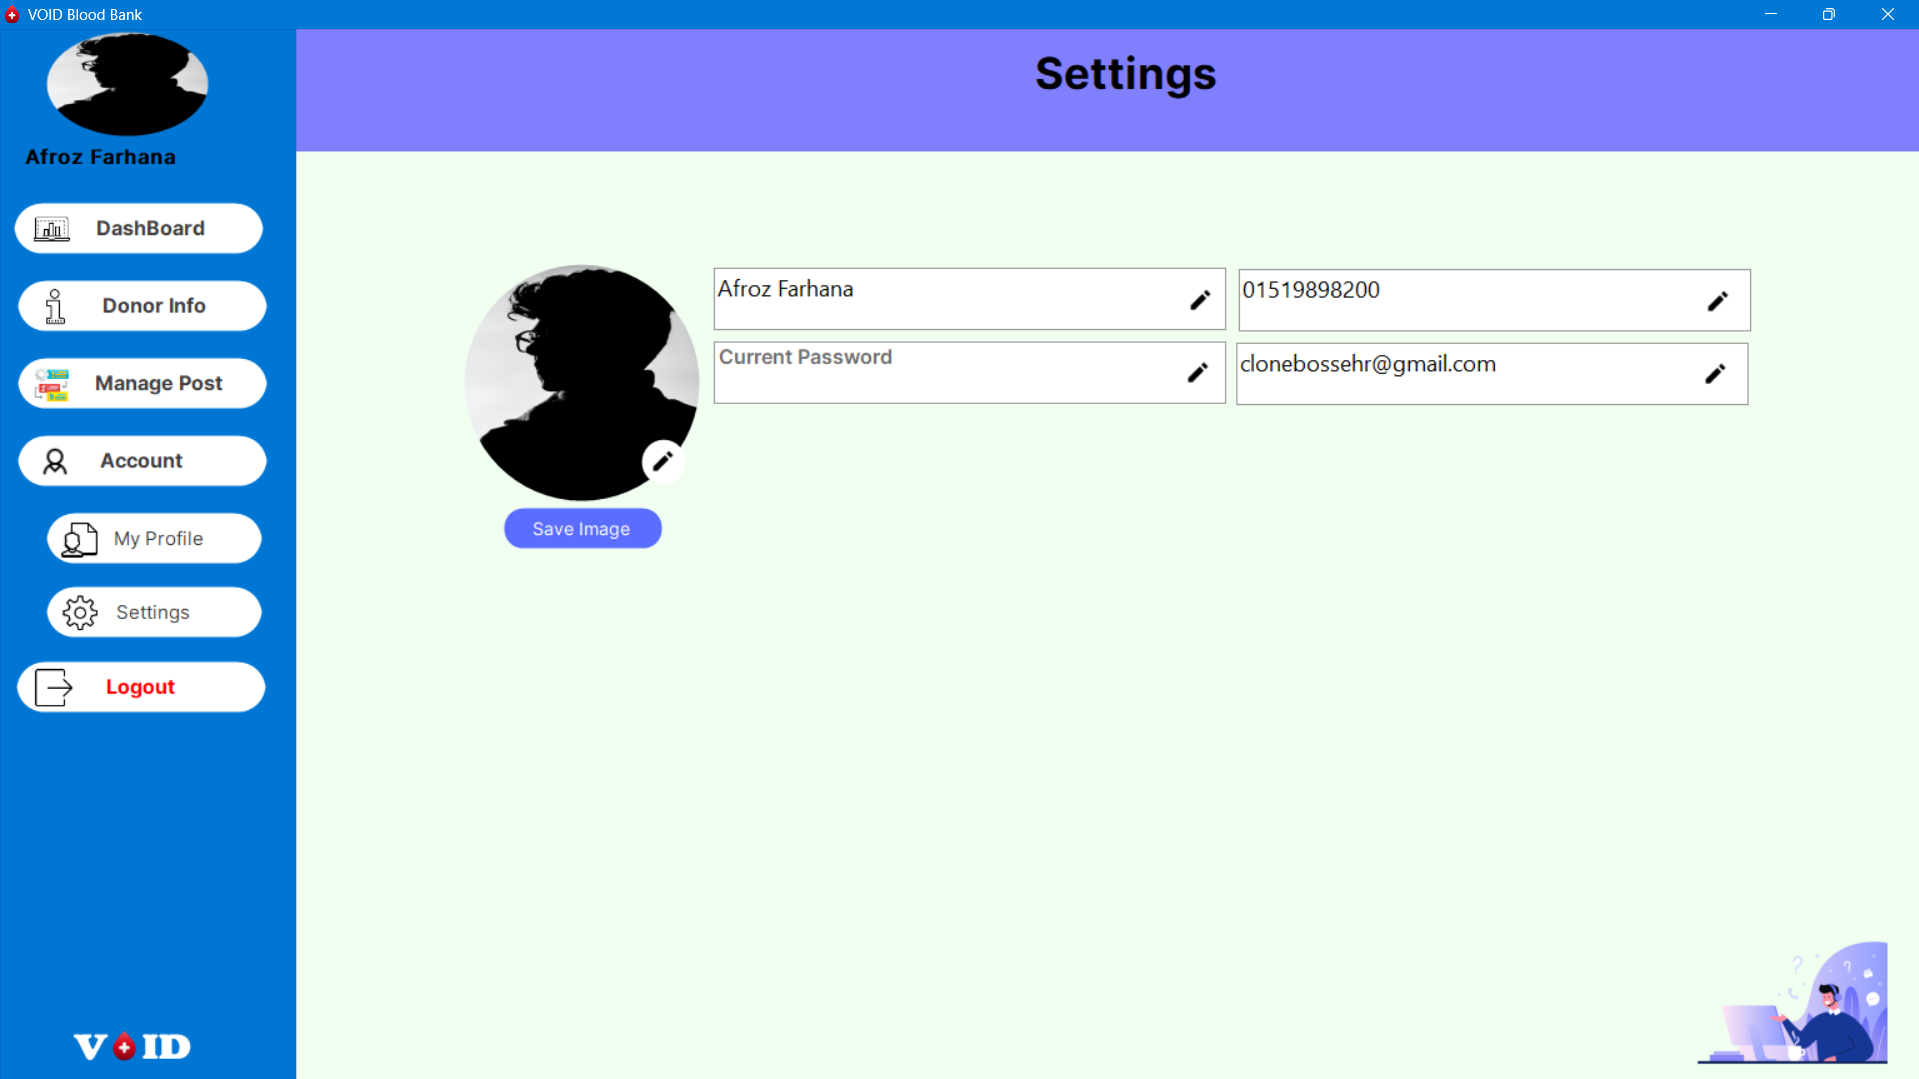 VOID Blood Bank
Settings
Afroz Farhana
DashBoard
Donor Info
Manage Post
Account
My Profile
Settings
Logout
Afroz Farhana
01519898200
Current Password
clonebossehr@gmail.com
Save Image
VOID